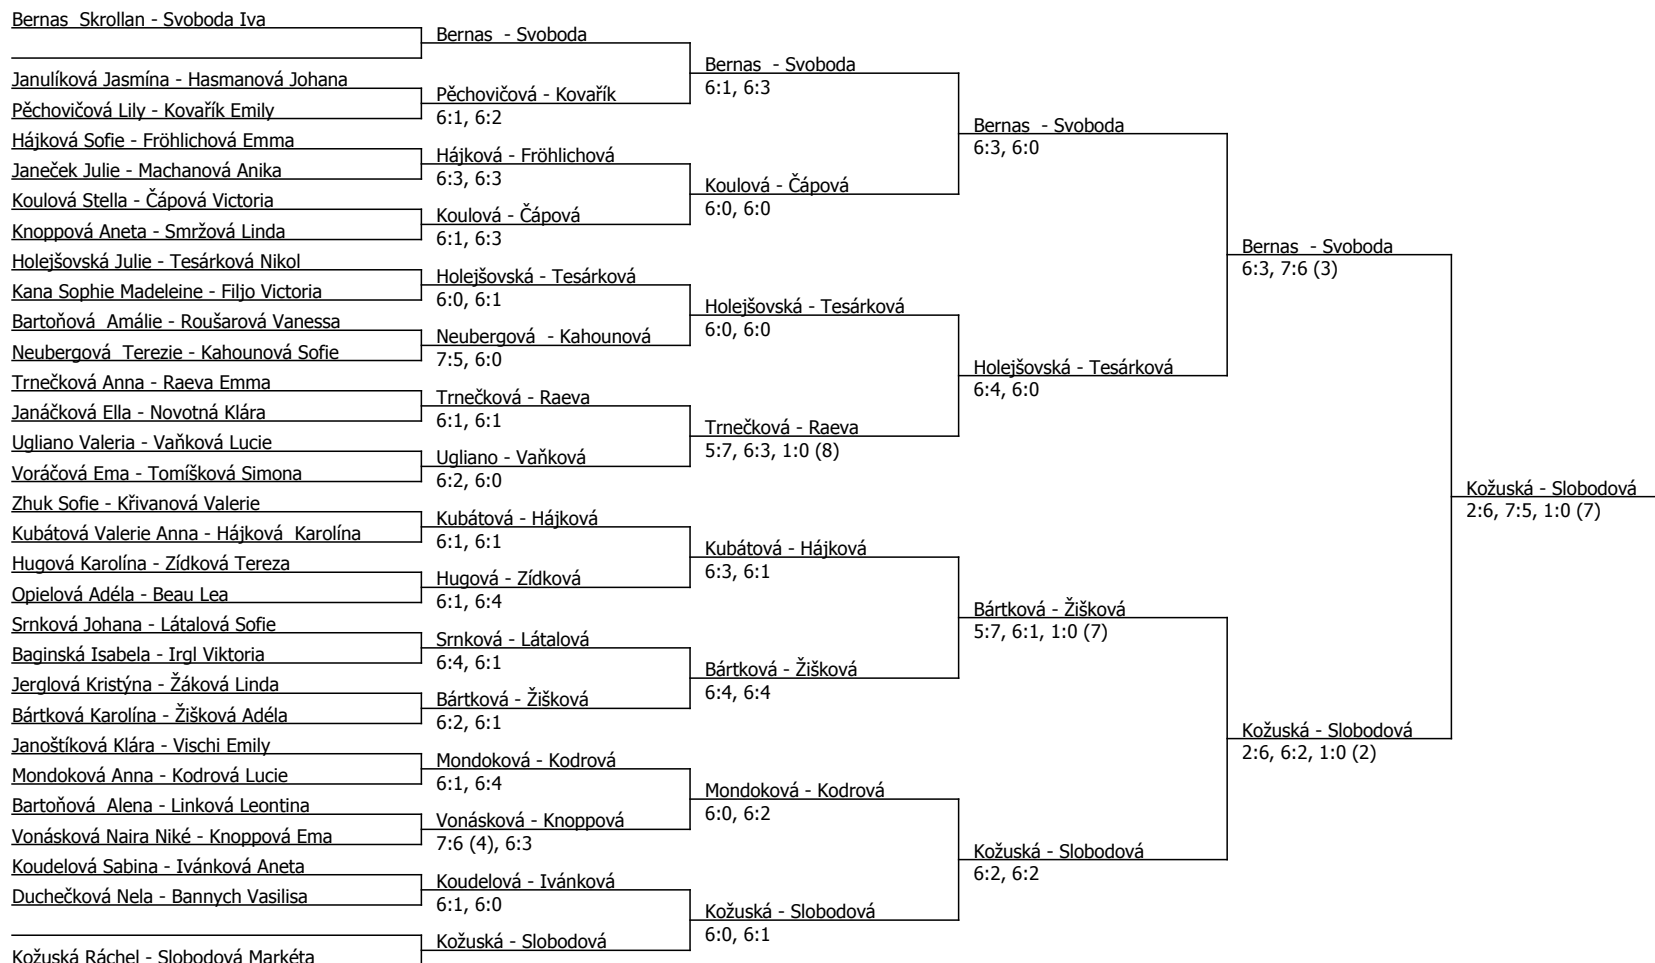 Bernas  Skrollan - Svoboda Iva
Janulíková Jasmína - Hasmanová Johana
Pěchovičová Lily - Kovařík Emily
Hájková Sofie - Fröhlichová Emma
Janeček Julie - Machanová Anika
Koulová Stella - Čápová Victoria
Knoppová Aneta - Smržová Linda
Holejšovská Julie - Tesárková Nikol
Kana Sophie Madeleine - Filjo Victoria
Bartoňová  Amálie - Roušarová Vanessa
Neubergová  Terezie - Kahounová Sofie
Trnečková Anna - Raeva Emma
Janáčková Ella - Novotná Klára
Ugliano Valeria - Vaňková Lucie
Voráčová Ema - Tomíšková Simona
Zhuk Sofie - Křivanová Valerie
Kubátová Valerie Anna - Hájková  Karolína
Hugová Karolína - Zídková Tereza
Opielová Adéla - Beau Lea
Srnková Johana - Látalová Sofie
Baginská Isabela - Irgl Viktoria
Jerglová Kristýna - Žáková Linda
Bártková Karolína - Žišková Adéla
Janoštíková Klára - Vischi Emily
Mondoková Anna - Kodrová Lucie
Bartoňová  Alena - Linková Leontina
Vonásková Naira Niké - Knoppová Ema
Koudelová Sabina - Ivánková Aneta
Duchečková Nela - Bannych Vasilisa
Kožuská Ráchel - Slobodová Markéta
Bernas  - Svoboda
Pěchovičová - Kovařík
6:1, 6:2
Hájková - Fröhlichová
6:3, 6:3
Koulová - Čápová
6:1, 6:3
Holejšovská - Tesárková
6:0, 6:1
Neubergová  - Kahounová
7:5, 6:0
Trnečková - Raeva
6:1, 6:1
Ugliano - Vaňková
6:2, 6:0
Kubátová - Hájková
6:1, 6:1
Hugová - Zídková
6:1, 6:4
Srnková - Látalová
6:4, 6:1
Bártková - Žišková
6:2, 6:1
Mondoková - Kodrová
6:1, 6:4
Vonásková - Knoppová
7:6 (4), 6:3
Koudelová - Ivánková
6:1, 6:0
Kožuská - Slobodová
Bernas  - Svoboda
6:1, 6:3
Koulová - Čápová
6:0, 6:0
Holejšovská - Tesárková
6:0, 6:0
Trnečková - Raeva
5:7, 6:3, 1:0 (8)
Kubátová - Hájková
6:3, 6:1
Bártková - Žišková
6:4, 6:4
Mondoková - Kodrová
6:0, 6:2
Kožuská - Slobodová
6:0, 6:1
Bernas  - Svoboda
6:3, 6:0
Holejšovská - Tesárková
6:4, 6:0
Bártková - Žišková
5:7, 6:1, 1:0 (7)
Kožuská - Slobodová
6:2, 6:2
Bernas  - Svoboda
6:3, 7:6 (3)
Kožuská - Slobodová
2:6, 6:2, 1:0 (2)
Kožuská - Slobodová
2:6, 7:5, 1:0 (7)